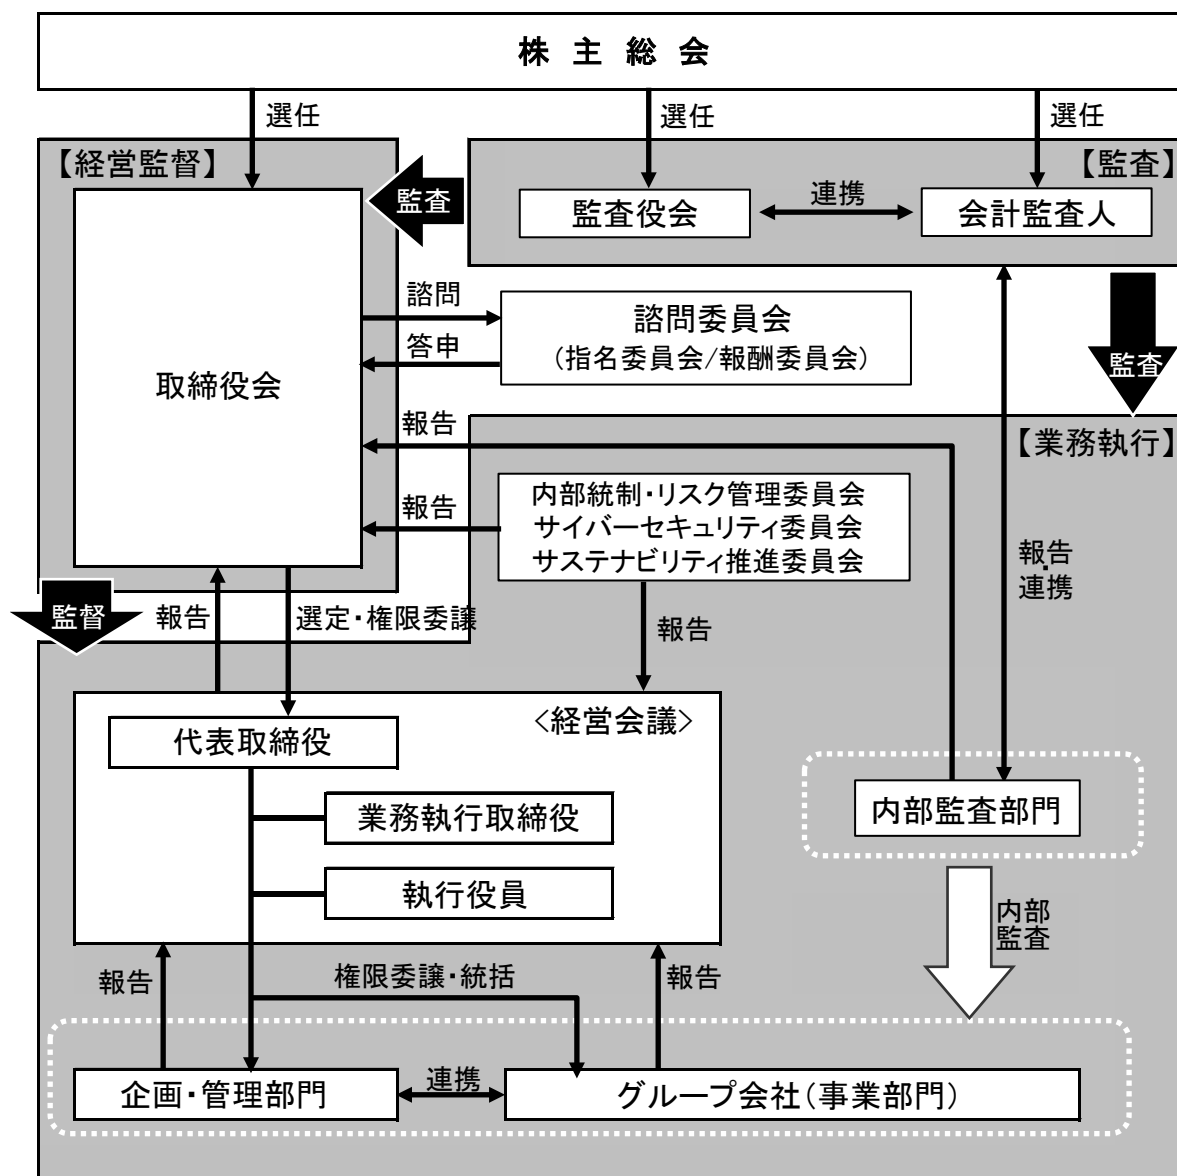 株 主 総 会
選任
選任
選任
【経営監督】
【監査】
監査
監査役会
連携
会計監査人
諮問
諮問委員会
(指名委員会/報酬委員会)
答申
取締役会
監査
報告
【業務執行】
内部統制・リスク管理委員会
サイバーセキュリティ委員会
サステナビリティ推進委員会
報告
報告・連携
監督
報告
選定・権限委譲
報告
<経営会議>
代表取締役
業務執行取締役
内部監査部門
執行役員
内部
監査
報告
権限委譲・統括
報告
企画・管理部門
連携
グループ会社(事業部門)